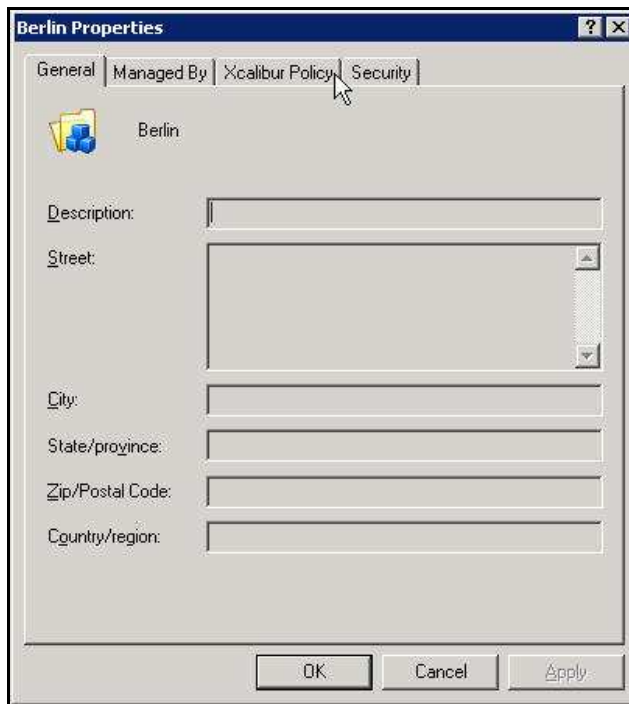 Berlin Properties
General Managed By Xcalibur Policy Security
Berlin
Description:
Street:
City:
State/province:
Zip/Postal Code:
Country/region:
OK Cancel Apply